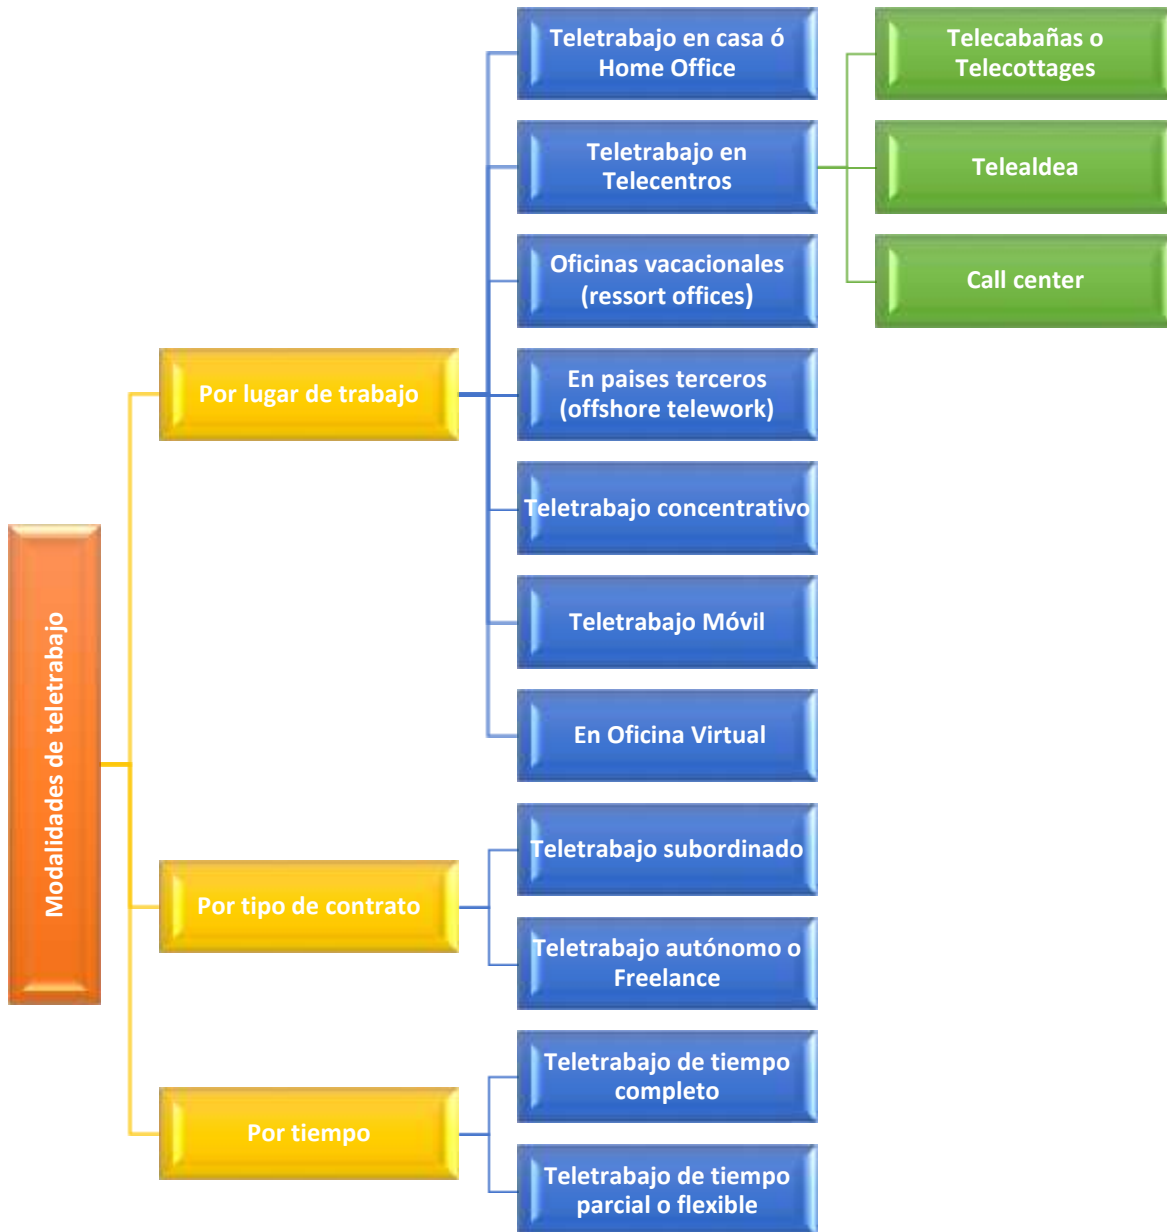 Modalidades de teletrabajo
Por lugar de trabajo
Teletrabajo en casa ó
Home Office
Teletrabajo en
Telecentros
Telecabañas o
Telecottages
Telealdea
Call center
Oficinas vacacionales
(ressort offices)
En paises terceros
(offshore telework)
Teletrabajo concentrativo
Teletrabajo Móvil
En Oficina Virtual
Por tipo de contrato
Teletrabajo subordinado
Teletrabajo autónomo o
Freelance
Por tiempo
Teletrabajo de tiempo
completo
Teletrabajo de tiempo
parcial o flexible